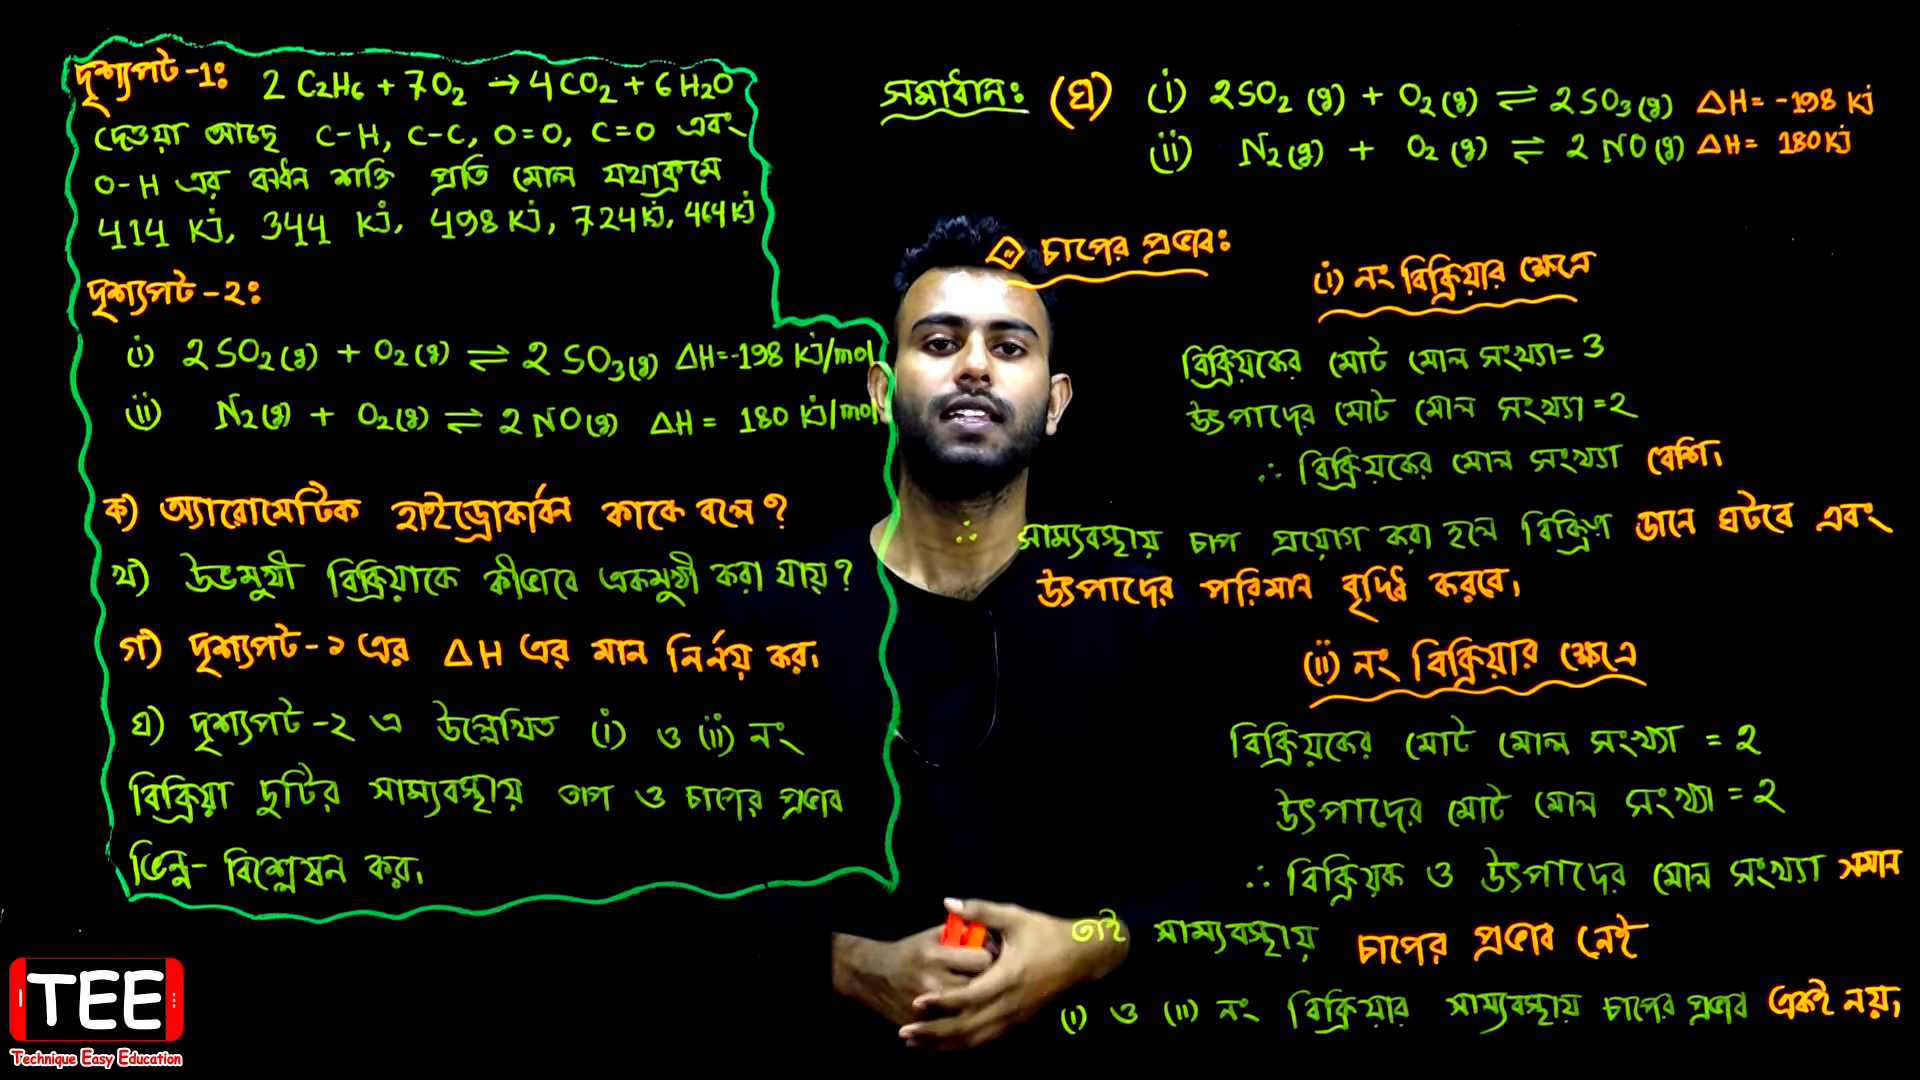 দৃশ্যপট-1ঃ 2 C2H6 + 7O2 → 4CO2 + 6H2O
দেওয়া আছে C-H, C-C, O=O, C=O এবং
O-H এর বন্ধন শক্তি প্রতি মোল যথাক্রমে
414 KJ, 344 KJ, 498 KJ, 724 KJ, 464 KJ
দৃশ্যপট-২ঃ
(i) 2SO2(g) + O2(g) ⇌ 2SO3(g) ΔH=-198 KJ/mol
(ii) N2(g) + O2(g) ⇌ 2NO(g) ΔH = 180 KJ/mol
ক) অ্যারোমেটিক হাইড্রোকার্বন কাকে বলে?
খ) উভমুখী বিক্রিয়াকে কীভাবে একমুখী করা যায়?
গ) দৃশ্যপট-১ এর ΔH এর মান নির্নয় কর।
ঘ) দৃশ্যপট-২ এ উল্লেখিত (i) ও (ii) নং
বিক্রিয়া দুটির সাম্যবস্থায় তাপ ও চাপের প্রভাব
ভিন্ন- বিশ্লেষন কর।
সমাধানঃ (ঘ) (i) 2SO2(g) + O2(g) ⇌ 2SO3(g) ΔH= -198 KJ
(ii) N2(g) + O2(g) ⇌ 2NO(g) ΔH= 180 KJ
চাপের প্রভাবঃ
(i) নং বিক্রিয়ার ক্ষেত্রে
বিক্রিয়কের মোট মোল সংখ্যা= 3
উৎপাদের মোট মোল সংখ্যা=2
∴ বিক্রিয়কের মোল সংখ্যা বেশি।
∴ সাম্যবস্থায় চাপ প্রয়োগ করা হলে বিক্রিয়া ডানে ঘটবে এবং
উৎপাদের পরিমান বৃদ্ধি করবে।
(ii) নং বিক্রিয়ার ক্ষেত্রে
বিক্রিয়কের মোট মোল সংখ্যা = 2
উৎপাদের মোট মোল সংখ্যা = 2
∴ বিক্রিয়ক ও উৎপাদের মোল সংখ্যা সমান
তাই সাম্যবস্থায় চাপের প্রভাব নেই
(i) ও (ii) নং বিক্রিয়ার সাম্যবস্থায় চাপের প্রভাব একই নয়।
TEE
Technique Easy Education